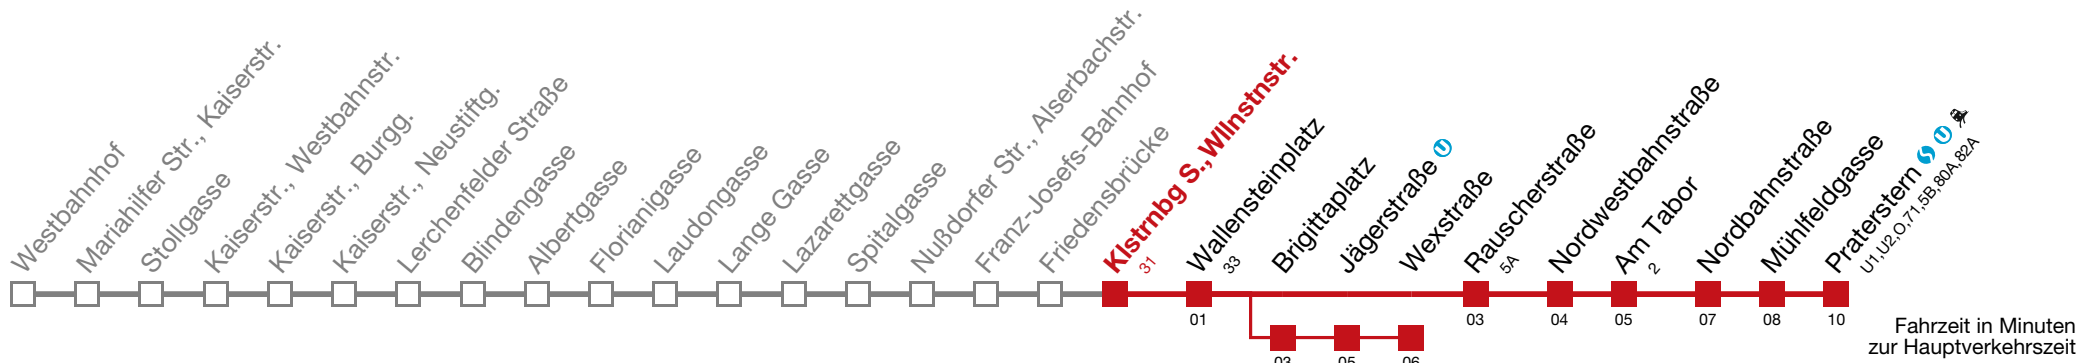 Westbahnhof
Mariahilfer Str., Kaiserstr.
Stollgasse
Kaiserstr., Westbahnstr.
Kaiserstr., Burgg.
Kaiserstr., Neustiftg.
Lerchenfelder Straße
Blindengasse
Albertgasse
Florianigasse
Laudongasse
Lange Gasse
Lazarettgasse
Spitalgasse
Nußdorfer Str., Alserbachstr.
Franz-Josefs-Bahnhof
Friedensbrücke
Klstrnbg S., Wllnstnstr.
31
Wallensteinplatz
33
Brigittaplatz
Jägerstraße U
Wexstraße
Rauscherstraße
5A
Nordwestbahnstraße
Am Tabor
2
Nordbahnstraße
Mühlfeldgasse
Praterstern S U
U1, U2, O, 71, 5B, 80A, 82A
01
03
04
05
07
08
10
03
05
06
Fahrzeit in Minuten
zur Hauptverkehrszeit